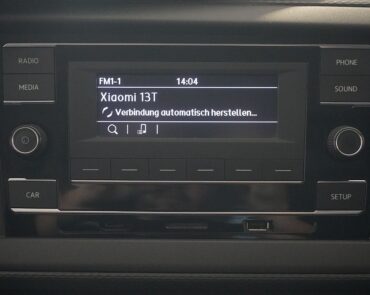 RADIO
MEDIA
FM1-1 14:04
Xiaomi 13T
Verbindung automatisch herstellen...
PHONE
SOUND
CAR
SETUP